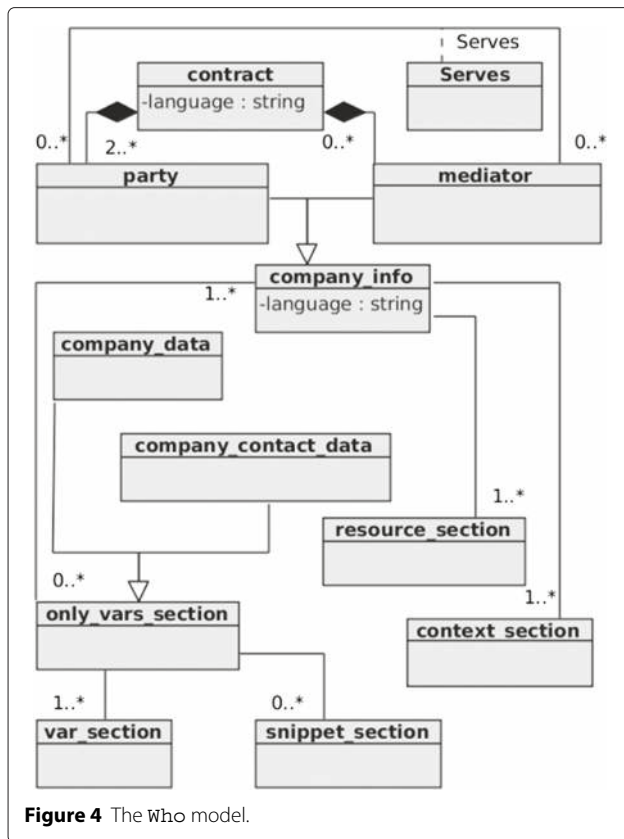 Serves
contract
-language : string
Serves
0..*
2..*
0..*
0..*
party
mediator
company_info
-language : string
1..*
company_data
company_contact_data
1..*
resource_section
0..*
only_vars_section
1..*
context_section
1..*
0..*
var_section
snippet_section
Figure 4 The Who model.